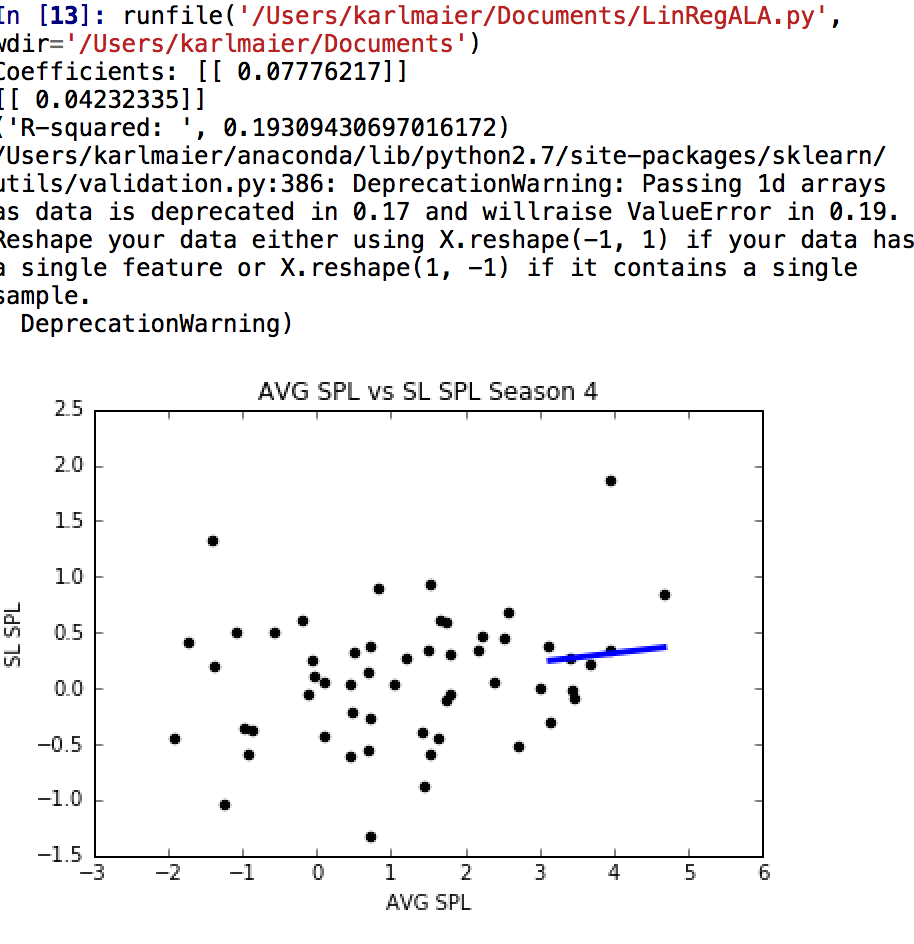 In [13]: runfile('/Users/karlmaier/Documents/LinRegALA.py',
wdir='/Users/karlmaier/Documents')
Coefficients: [[ 0.07776217]]
[[ 0.04232335]]
('R-squared: ', 0.19309430697016172)
/Users/karlmaier/anaconda/lib/python2.7/site-packages/sklearn/
utils/validation.py:386: DeprecationWarning: Passing 1d arrays
as data is deprecated in 0.17 and willraise ValueError in 0.19.
Reshape your data either using X.reshape(-1, 1) if your data has
a single feature or X.reshape(1, -1) if it contains a single
sample.
DeprecationWarning)
AVG SPL vs SL SPL Season 4
2.5
2.0
1.5
1.0
0.5
0.0
−0.5
−1.0
−1.5
SL SPL
−3 −2 −1 0 1 2 3 4 5 6
AVG SPL